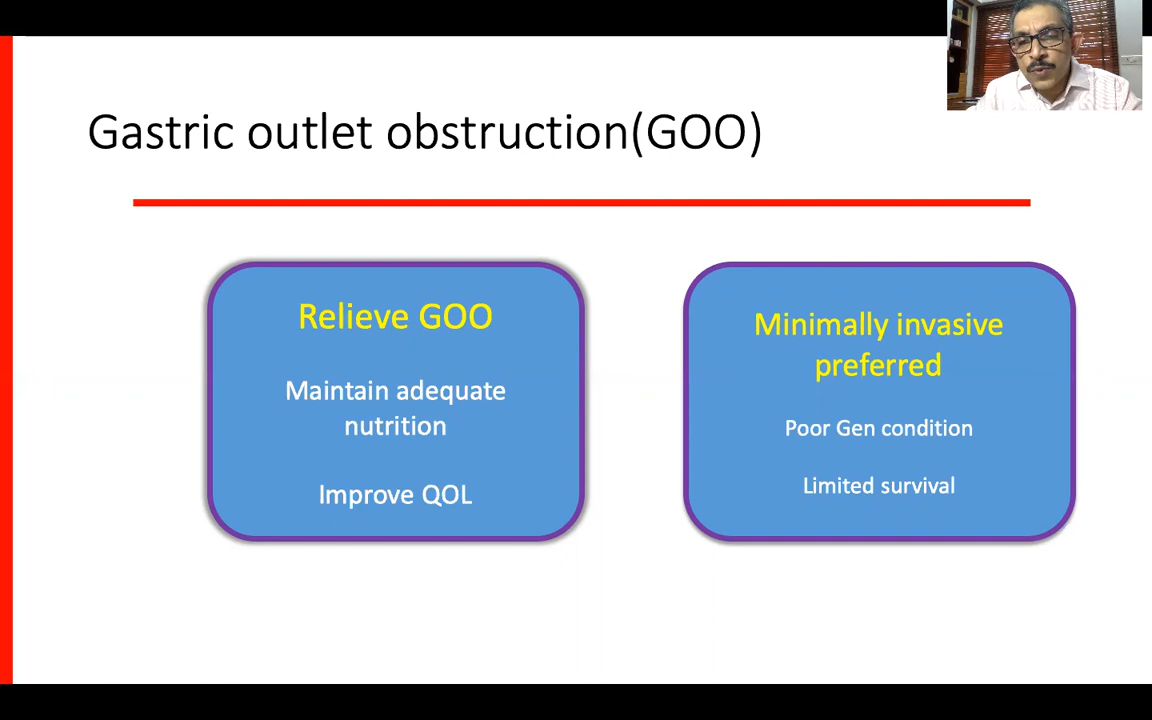 Gastric outlet obstruction(GOO)
Relieve GOO
Maintain adequate
nutrition
Improve QOL
Minimally invasive
preferred
Poor Gen condition
Limited survival